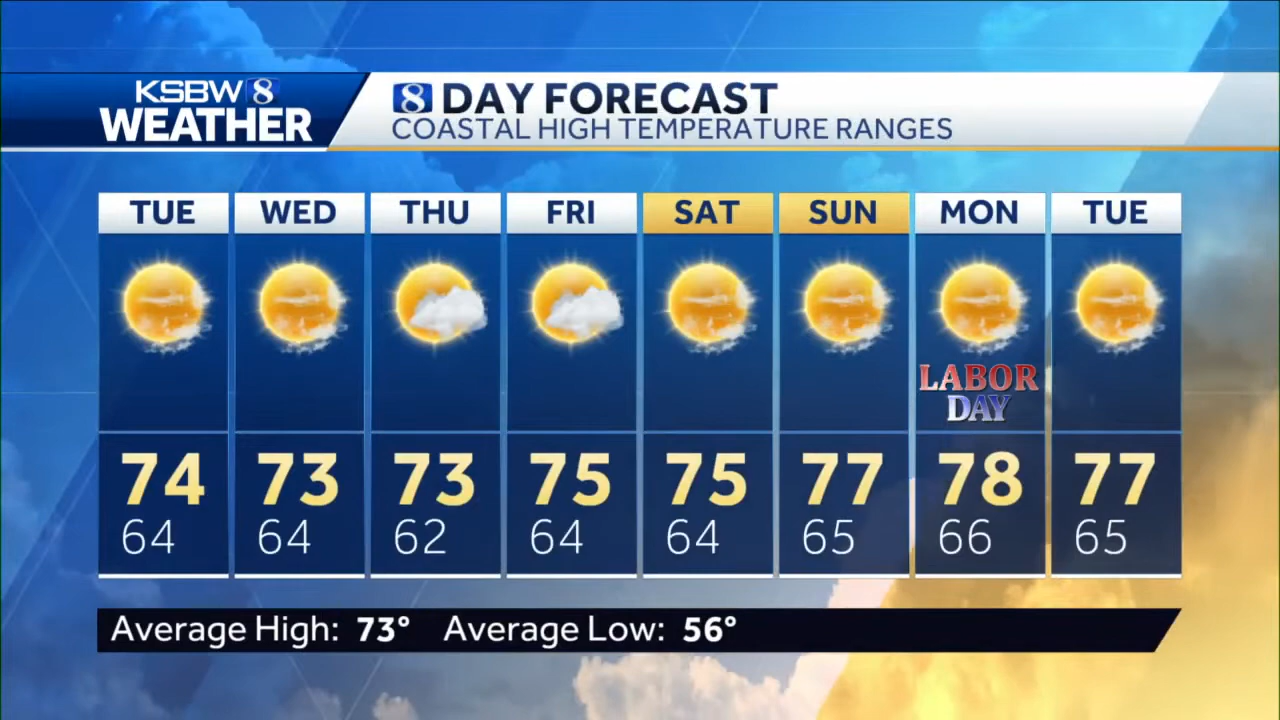 KSBW 8
WEATHER
8 DAY FORECAST
COASTAL HIGH TEMPERATURE RANGES
TUE WED THU FRI SAT SUN MON TUE
LABOR
DAY
74 73 73 75 75 77 78 77
64 64 62 64 64 65 66 65
Average High: 73° Average Low: 56°